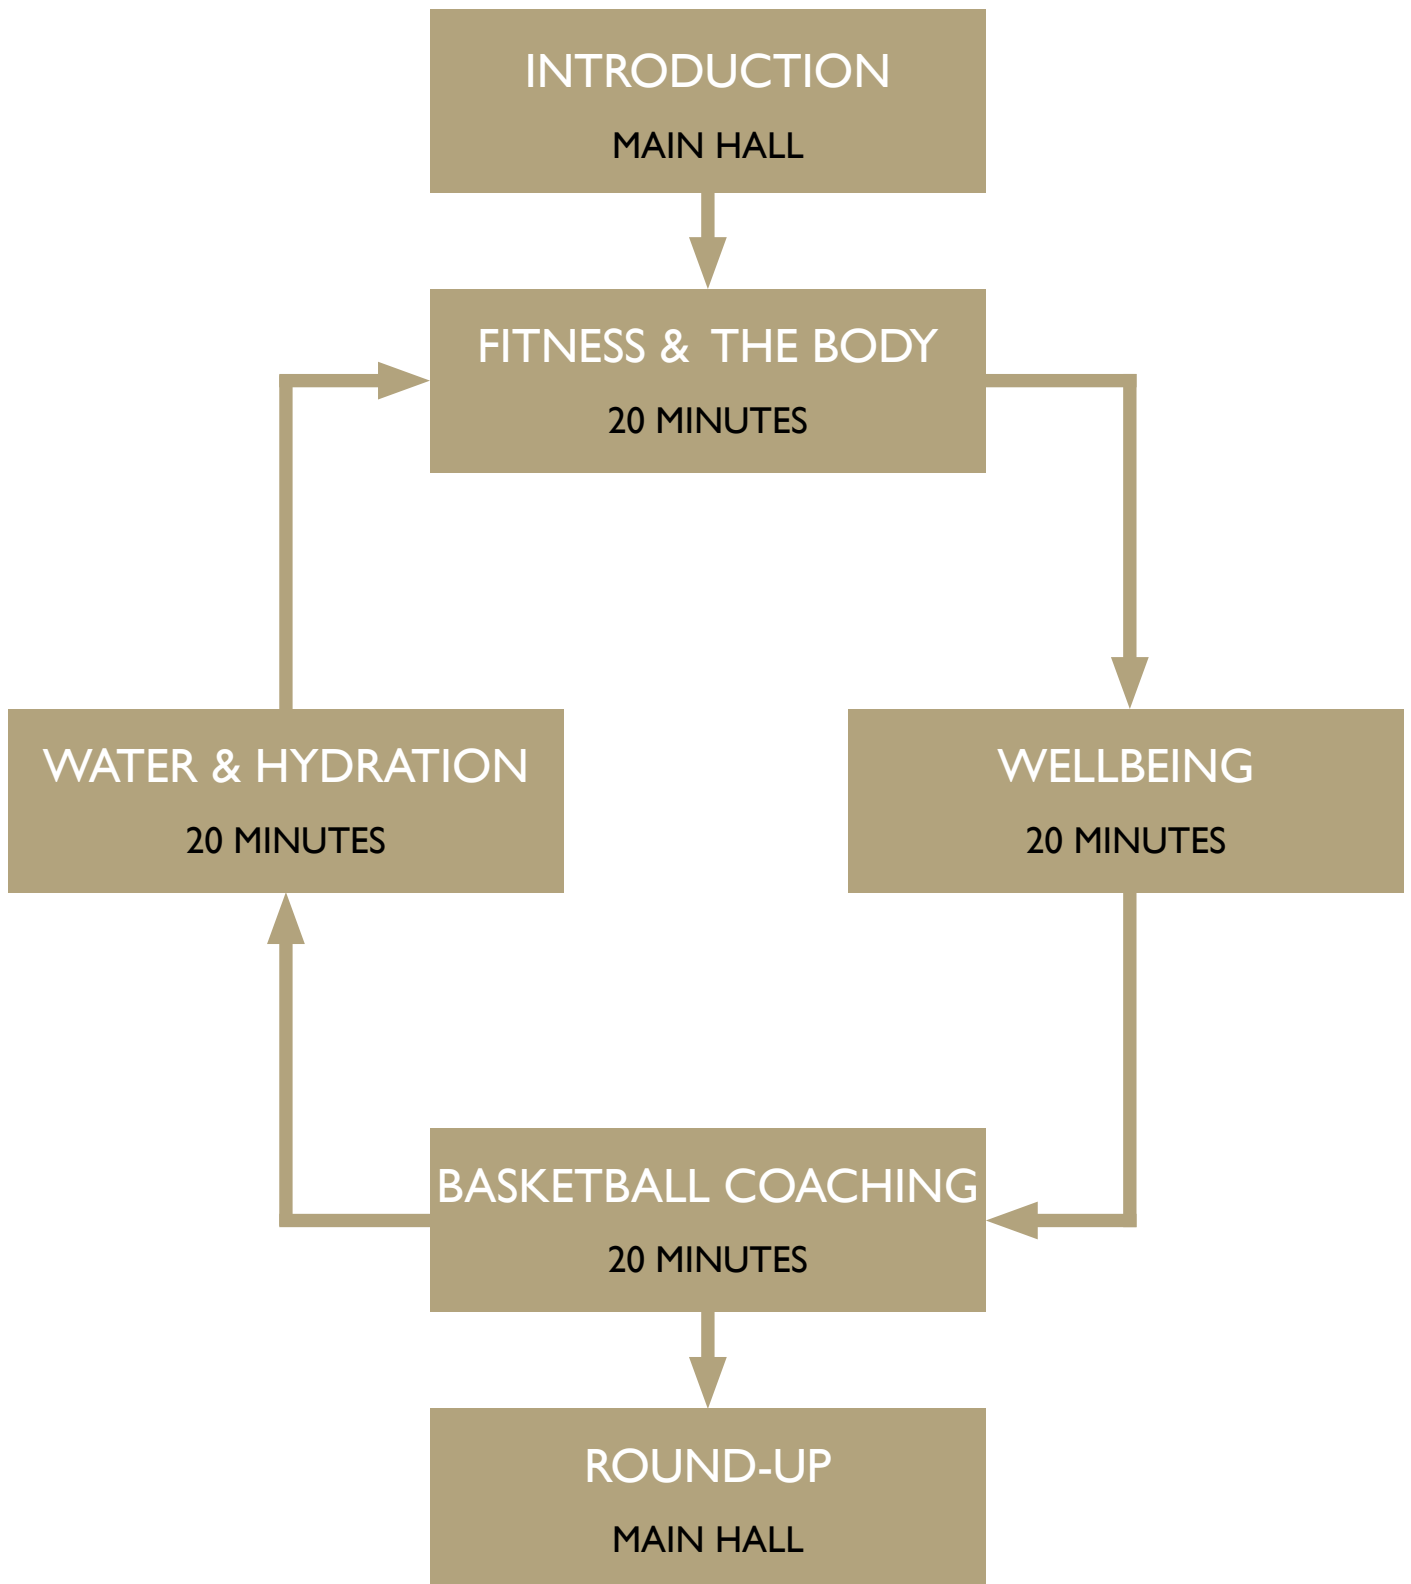 INTRODUCTION
MAIN HALL
FITNESS & THE BODY
20 MINUTES
WATER & HYDRATION
20 MINUTES
WELLBEING
20 MINUTES
BASKETBALL COACHING
20 MINUTES
ROUND-UP
MAIN HALL